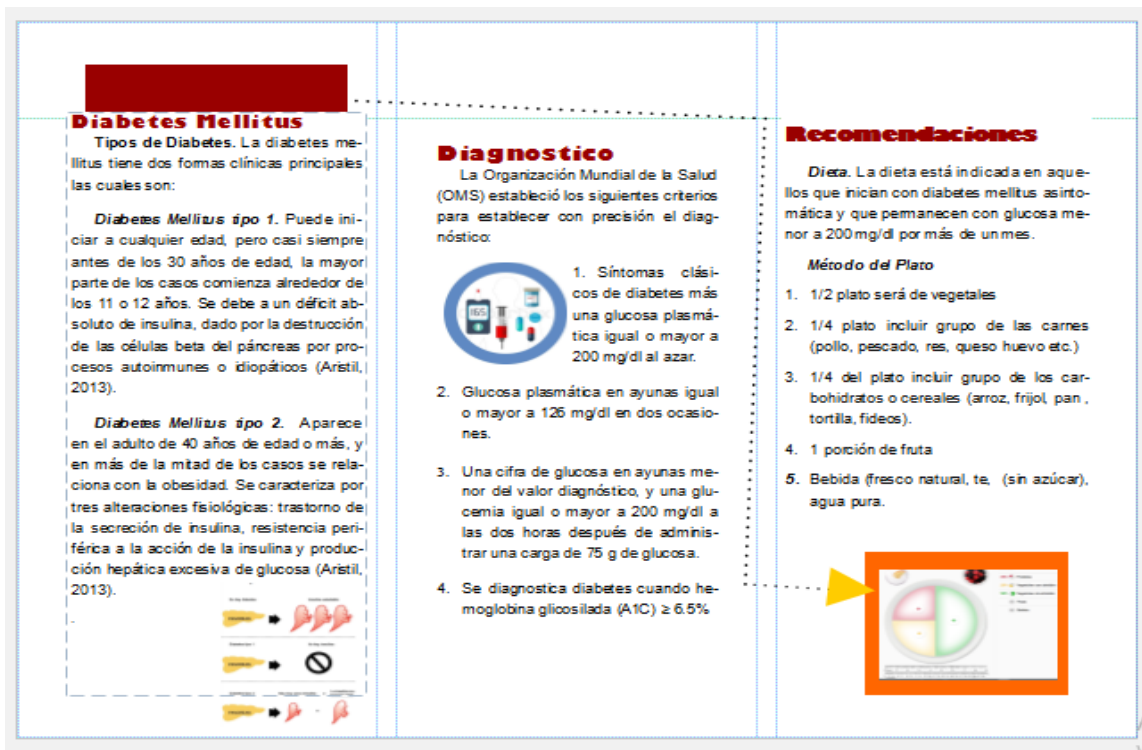 Diabetes Mellitus
Tipos de Diabetes. La diabetes me-
llitus tiene dos formas clínicas principales
las cuales son:
Diabetes Mellitus tipo 1. Puede ini-
ciar a cualquier edad, pero casi siempre
antes de los 30 años de edad, la mayor
parte de los casos comienza alrededor de
los 11 o 12 años. Se debe a un déficit ab-
soluto de insulina, dado por la destrucción
de las células beta del páncreas por pro-
cesos autoinmunes o idiopáticos (Aristil,
2013).
Diabetes Mellitus tipo 2. Aparece
en el adulto de 40 años de edad o más, y
en más de la mitad de los casos se rela-
ciona con la obesidad. Se caracteriza por
tres alteraciones fisiológicas: trastorno de
la secreción de insulina, resistencia peri-
férica a la acción de la insulina y produc-
ción hepática excesiva de glucosa (Aristil,
2013).
Diagnostico
La Organización Mundial de la Salud
(OMS) estableció los siguientes criterios
para establecer con precisión el diag-
nóstico:
165
1. Síntomas clási-
cos de diabetes más
una glucosa plasmá-
tica igual o mayor a
200 mg/dl al azar.
2. Glucosa plasmática en ayunas igual
o mayor a 126 mg/dl en dos ocasio-
nes.
3. Una cifra de glucosa en ayunas me-
nor del valor diagnóstico, y una glu-
cemia igual o mayor a 200 mg/dl a
las dos horas después de adminis-
trar una carga de 75 g de glucosa.
4. Se diagnostica diabetes cuando he-
moglobina glicosilada (A1C) ≥ 6.5%
Recomendaciones
Dieta. La dieta está indicada en aque-
llos que inician con diabetes mellitus asinto-
mática y que permanecen con glucosa me-
nor a 200 mg/dl por más de un mes.
Método del Plato
1. 1/2 plato será de vegetales
2. 1/4 plato incluir grupo de las carnes
(pollo, pescado, res, queso huevo etc.)
3. 1/4 del plato incluir grupo de los car-
bohidratos o cereales (arroz, frijol, pan ,
tortilla, fideos).
4. 1 porción de fruta
5. Bebida (fresco natural, te, (sin azúcar),
agua pura.